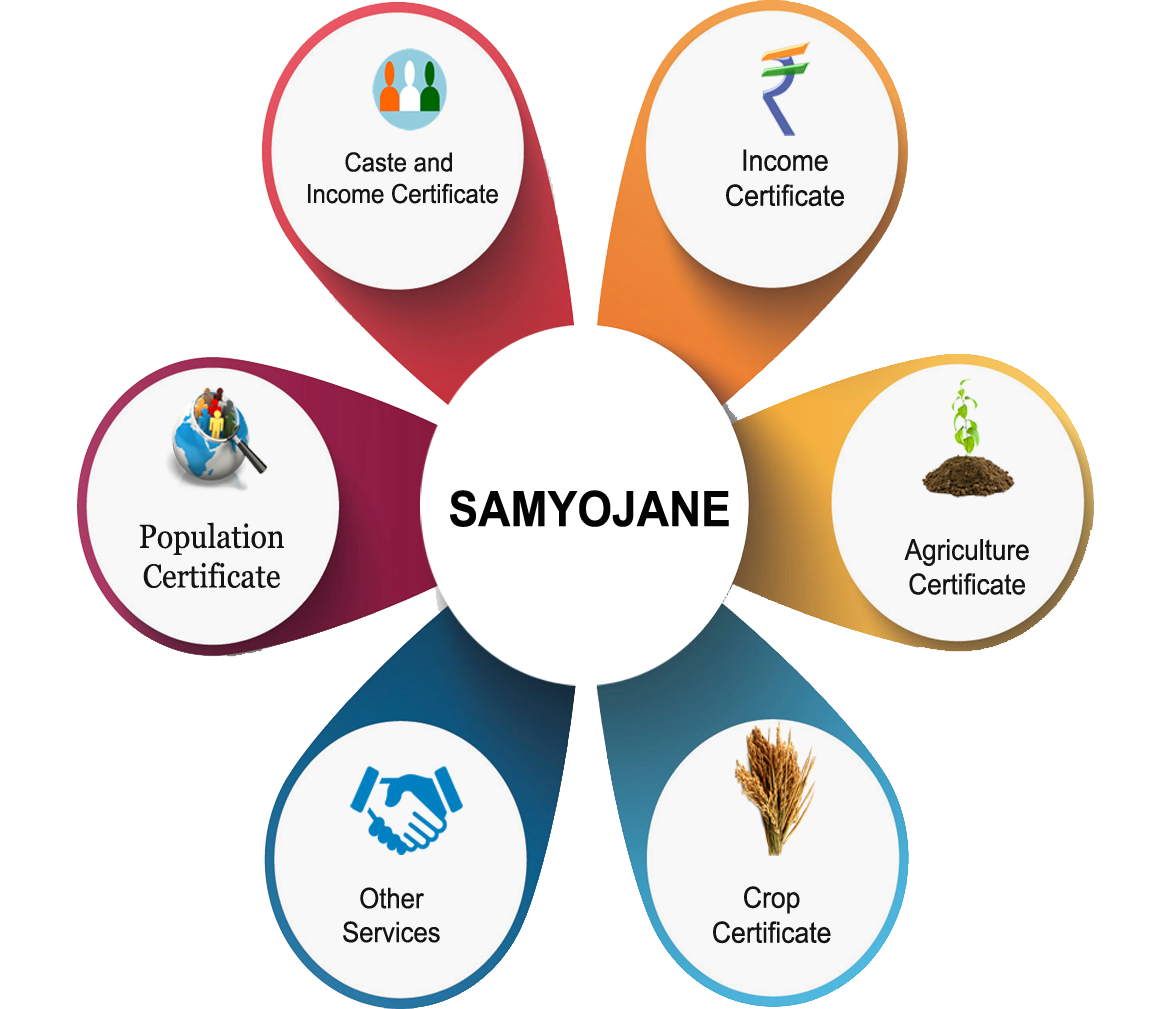 Caste and
Income Certificate
Income
Certificate
Population
Certificate
SAMYOJANE
Agriculture
Certificate
Other
Services
Crop
Certificate